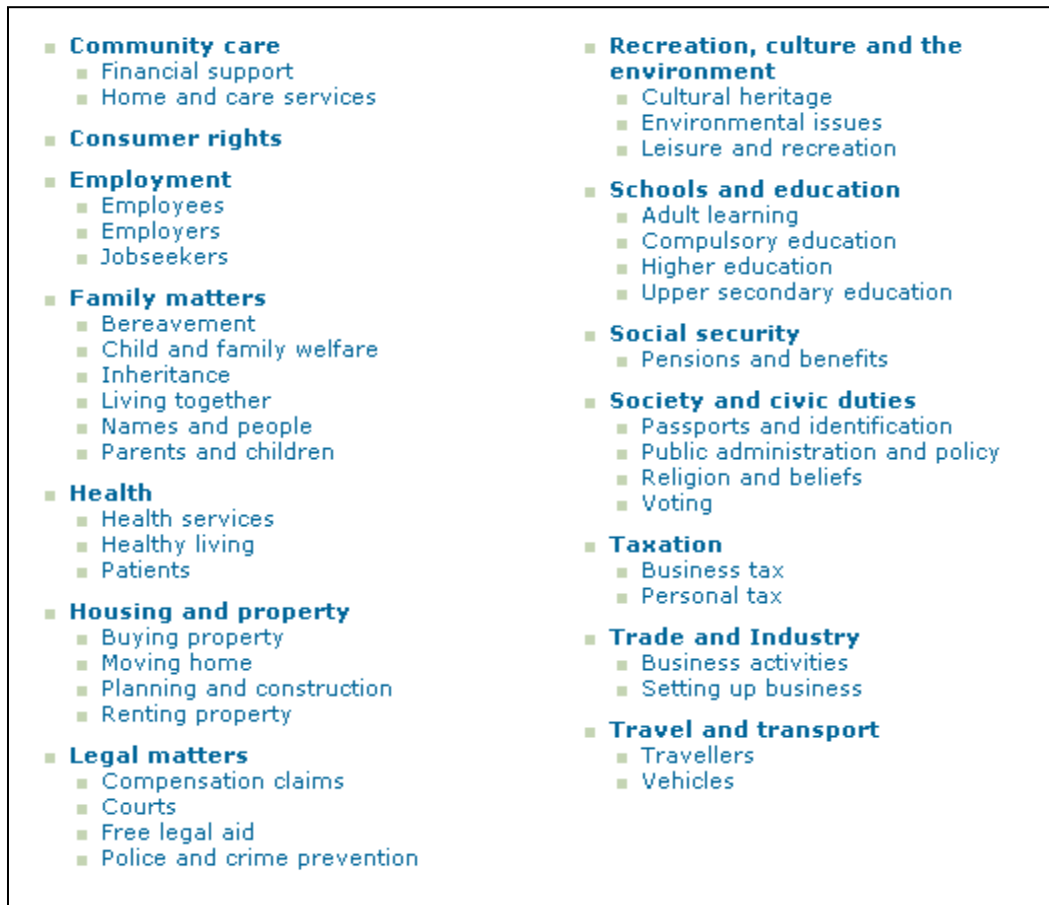 Community care
Financial support
Home and care services
Consumer rights
Employment
Employees
Employers
Jobseekers
Family matters
Bereavement
Child and family welfare
Inheritance
Living together
Names and people
Parents and children
Health
Health services
Healthy living
Patients
Housing and property
Buying property
Moving home
Planning and construction
Renting property
Legal matters
Compensation claims
Courts
Free legal aid
Police and crime prevention
Recreation, culture and the
environment
Cultural heritage
Environmental issues
Leisure and recreation
Schools and education
Adult learning
Compulsory education
Higher education
Upper secondary education
Social security
Pensions and benefits
Society and civic duties
Passports and identification
Public administration and policy
Religion and beliefs
Voting
Taxation
Business tax
Personal tax
Trade and Industry
Business activities
Setting up business
Travel and transport
Travellers
Vehicles